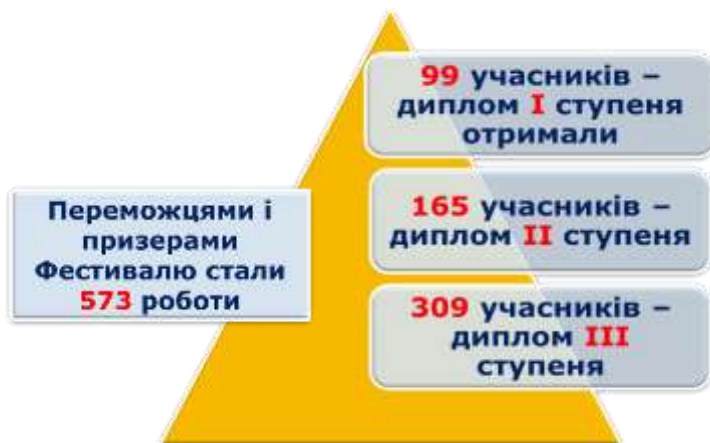 99 учасників –
диплом I ступеня
отримали
Переможцями і
призерами
Фестивалю стали
573 роботи
165 учасників –
диплом II ступеня
309 учасників –
диплом III
ступеня